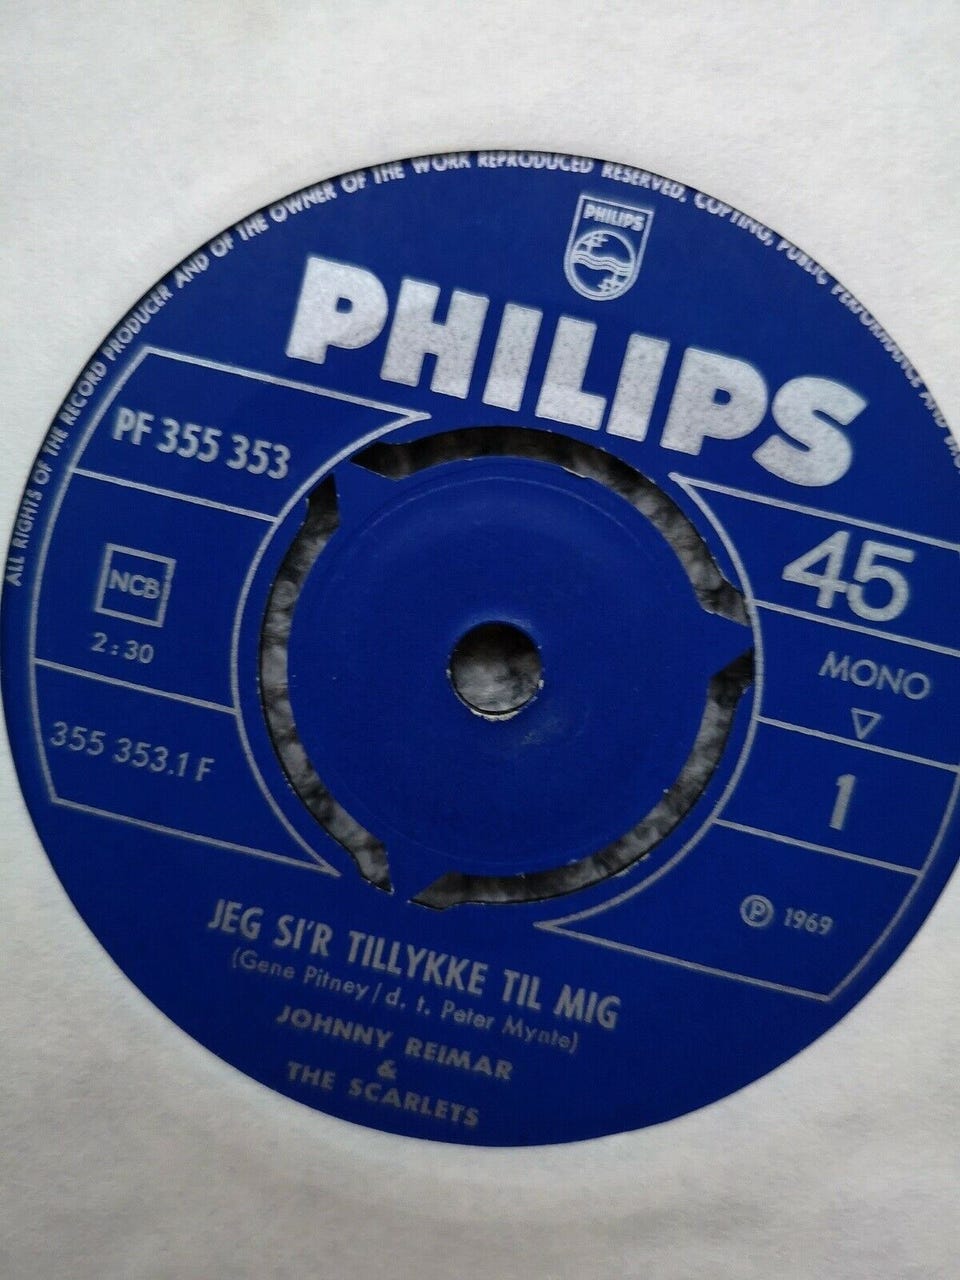 ALL RIGHTS OF THE RECORD PRODUCER AND OF THE OWNER OF THE WORK REPRODUCED RESERVED, COPYING, PUBLIC PERFORMANCE AND
PHILIPS
PHILIPS
PF 355 353
NCB
2:30
355 353.1 F
45
MONO
▽
1
Ⓟ 1969
JEG SI'R TILLYKKE TIL MIG
(Gene Pitney / d. t. Peter Mynte)
JOHNNY REIMAR
&
THE SCARLETS